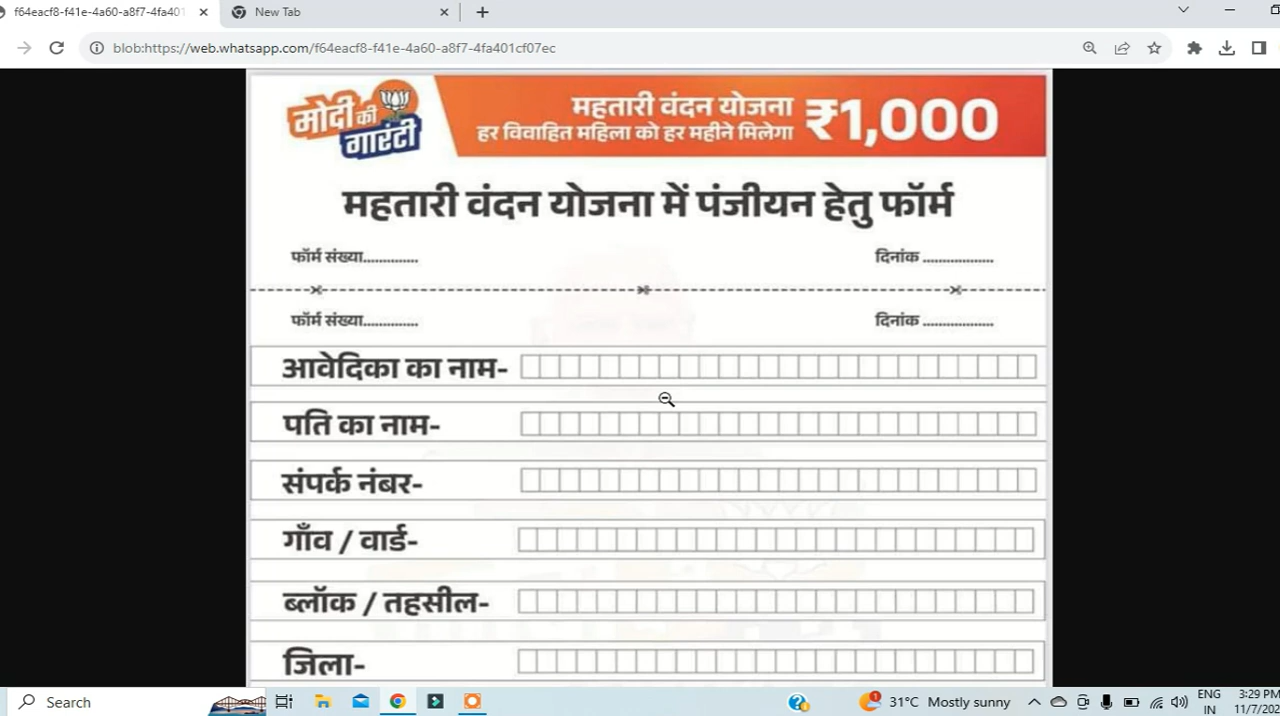 f64eacf8-f41e-4a60-a8f7-4fa401
New Tab
blob:https://web.whatsapp.com/f64eacf8-f41e-4a60-a8f7-4fa401cf07ec
मोदी की
गारंटी
महतारी वंदन योजना
हर विवाहित महिला को हर महीने मिलेगा
₹1,000
महतारी वंदन योजना में पंजीयन हेतु फॉर्म
फॉर्म संख्या.............. दिनांक ..................
फॉर्म संख्या.............. दिनांक ..................
आवेदिका का नाम-
पति का नाम-
संपर्क नंबर-
गाँव / वार्ड-
ब्लॉक / तहसील-
जिला-
Search
1
31°C Mostly sunny
ENG
IN
3:29 PM
11/7/202